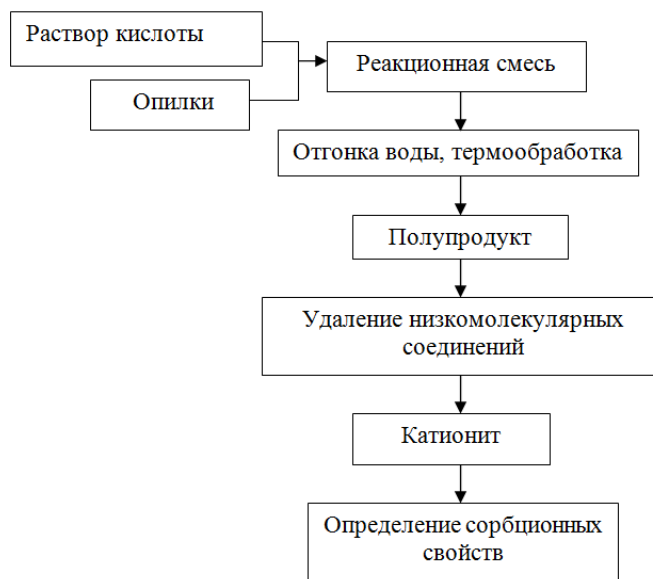 Раствор кислоты
Опилки
Реакционная смесь
Отгонка воды, термообработка
Полупродукт
Удаление низкомолекулярных
соединений
Катионит
Определение сорбционных
свойств